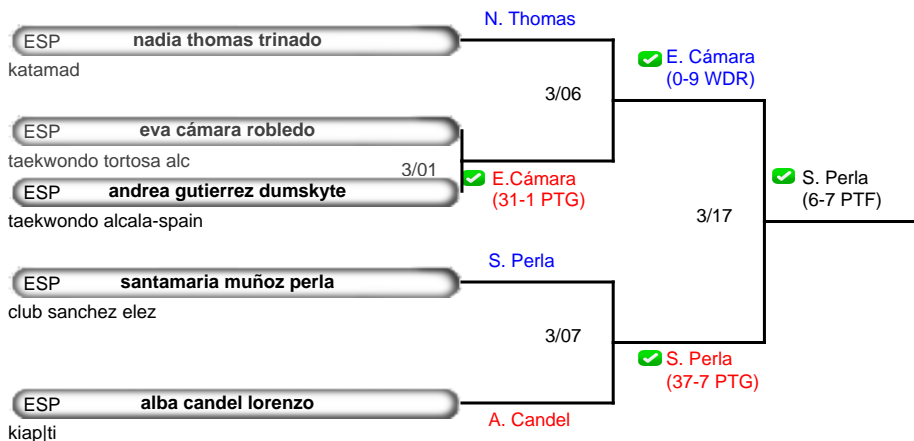 N. Thomas
ESP nadia thomas trinado
katamad
3/06
E. Cámara
(0-9 WDR)
ESP eva cámara robledo
taekwondo tortosa alc
3/01
E.Cámara
(31-1 PTG)
ESP andrea gutierrez dumskyte
taekwondo alcala-spain
3/17
S. Perla
(6-7 PTF)
S. Perla
ESP santamaria muñoz perla
club sanchez elez
3/07
S. Perla
(37-7 PTG)
ESP alba candel lorenzo
A. Candel
kiap|ti